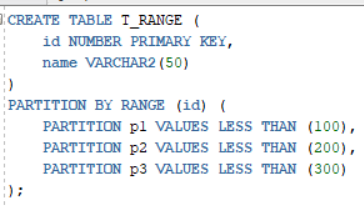 CREATE TABLE T_RANGE (
    id NUMBER PRIMARY KEY,
    name VARCHAR2(50)
)
PARTITION BY RANGE (id) (
    PARTITION p1 VALUES LESS THAN (100),
    PARTITION p2 VALUES LESS THAN (200),
    PARTITION p3 VALUES LESS THAN (300)
);